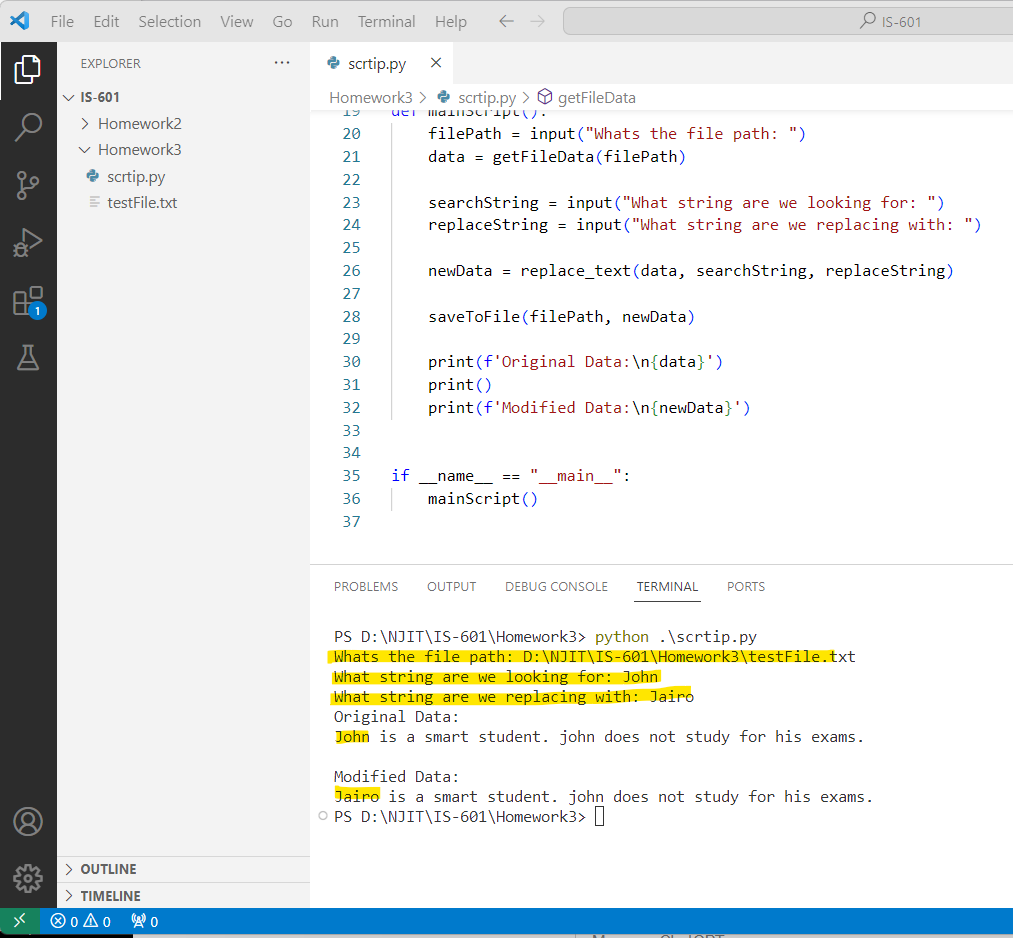 File Edit Selection View Go Run Terminal Help IS-601
EXPLORER
IS-601
Homework2
Homework3
scrtip.py
testFile.txt
OUTLINE
TIMELINE
scrtip.py
Homework3 > scrtip.py > getFileData
19 def mainScript():
20 filePath = input("Whats the file path: ")
21 data = getFileData(filePath)
22
23 searchString = input("What string are we looking for: ")
24 replaceString = input("What string are we replacing with: ")
25
26 newData = replace_text(data, searchString, replaceString)
27
28 saveToFile(filePath, newData)
29
30 print(f'Original Data:\n{data}')
31 print()
32 print(f'Modified Data:\n{newData}')
33
34
35 if __name__ == "__main__":
36 mainScript()
37
PROBLEMS OUTPUT DEBUG CONSOLE TERMINAL PORTS
PS D:\NJIT\IS-601\Homework3> python .\scrtip.py
Whats the file path: D:\NJIT\IS-601\Homework3\testFile.txt
What string are we looking for: John
What string are we replacing with: Jairo
Original Data:
John is a smart student. john does not study for his exams.
Modified Data:
Jairo is a smart student. john does not study for his exams.
PS D:\NJIT\IS-601\Homework3>
1
0 0 0